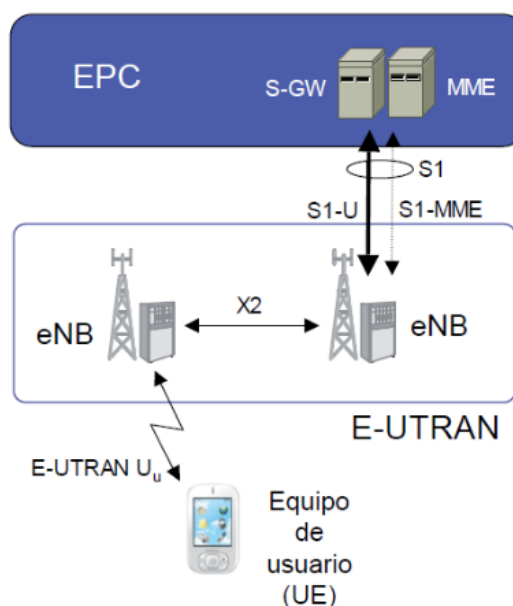 EPC
S-GW
MME
S1
S1-U
S1-MME
X2
eNB
eNB
E-UTRAN
E-UTRAN Uu
Equipo
de
usuario
(UE)